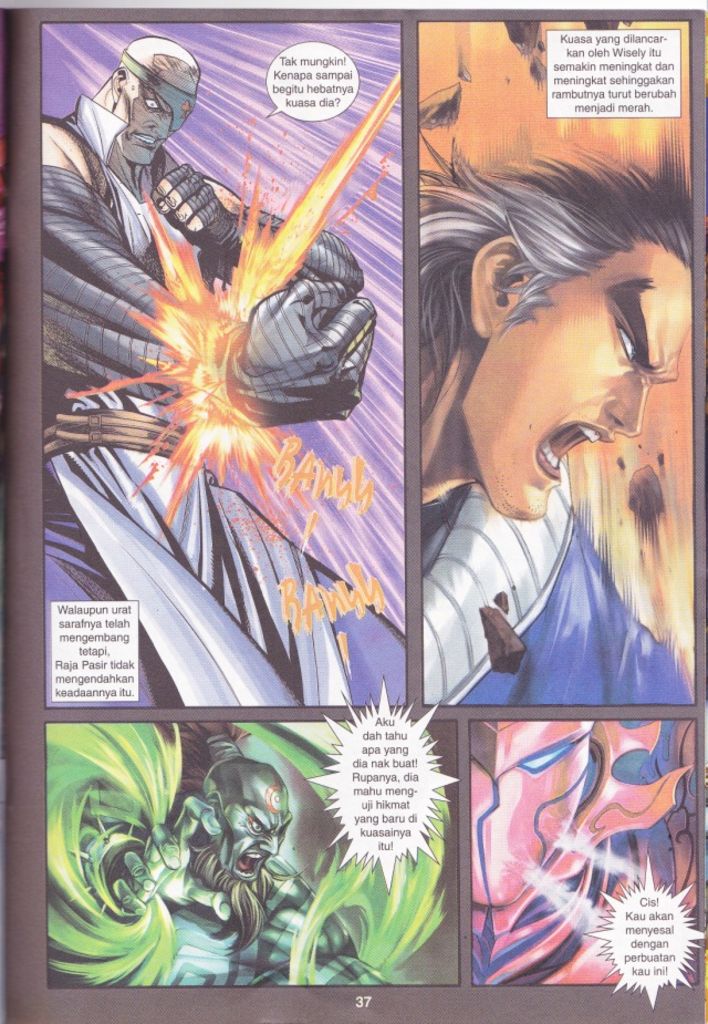 Tak mungkin!
Kenapa sampai
begitu hebatnya
kuasa dia?
Kuasa yang dilancar-
kan oleh Wisely itu
semakin mingkat dan
meningkat sehinggakan
rambutnya turut berubah
menjadi merah.
BANGG
!
BANGG
!
Walaupun urat
sarafnya telah
mengembang
tetapi,
Raja Pasir tidak
mengendahkan
keadaannya itu.
Aku
dah tahu
apa yang
dia nak buat!
Rupanya, dia
mahu meng-
uji hikmat
yang baru di
kuasainya
itu!
Cis!
Kau akan
menyesal
dengan
perbuatan
kau ini!
37